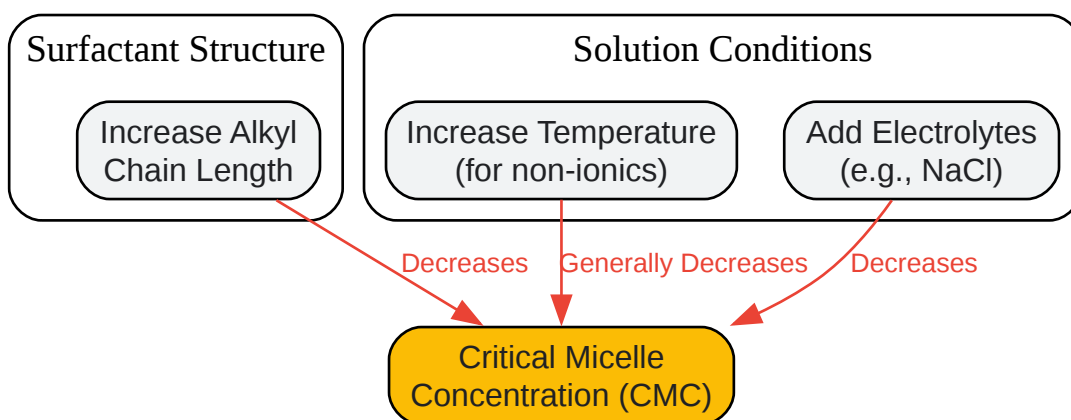 Surfactant Structure
Solution Conditions
Increase Alkyl
Chain Length
Increase Temperature
(for non-ionics)
Add Electrolytes
(e.g., NaCl)
Decreases
Generally Decreases
Decreases
Critical Micelle
Concentration (CMC)